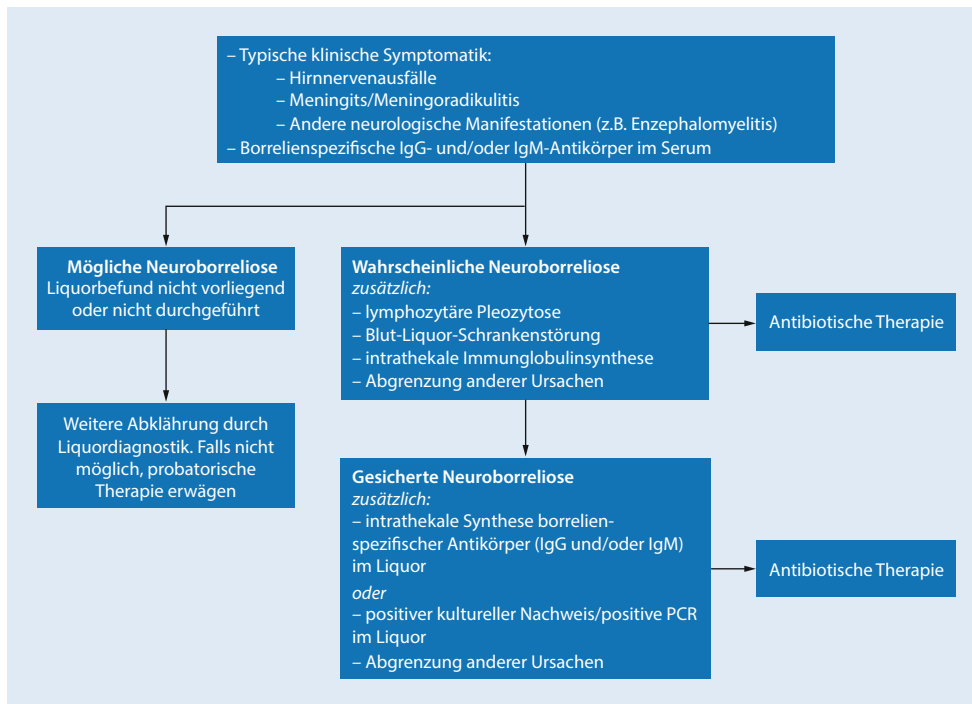 – Typische klinische Symptomatik:
– Hirnnervenausfälle
– Meningits/Meningoradikulitis
– Andere neurologische Manifestationen (z.B. Enzephalomyelitis)
– Borrelienspezifische IgG- und/oder IgM-Antikörper im Serum
Mögliche Neuroborreliose
Liquorbefund nicht vorliegend
oder nicht durchgeführt
Weitere Abklährung durch
Liquordiagnostik. Falls nicht
möglich, probatorische
Therapie erwägen
Wahrscheinliche Neuroborreliose
zusätzlich:
– lymphozytäre Pleozytose
– Blut-Liquor-Schrankenstörung
– intrathekale Immunglobulinsynthese
– Abgrenzung anderer Ursachen
Antibiotische Therapie
Gesicherte Neuroborreliose
zusätzlich:
– intrathekale Synthese borrelien-
spezifischer Antikörper (IgG und/oder IgM)
im Liquor
oder
– positiver kultureller Nachweis/positive PCR
im Liquor
– Abgrenzung anderer Ursachen
Antibiotische Therapie